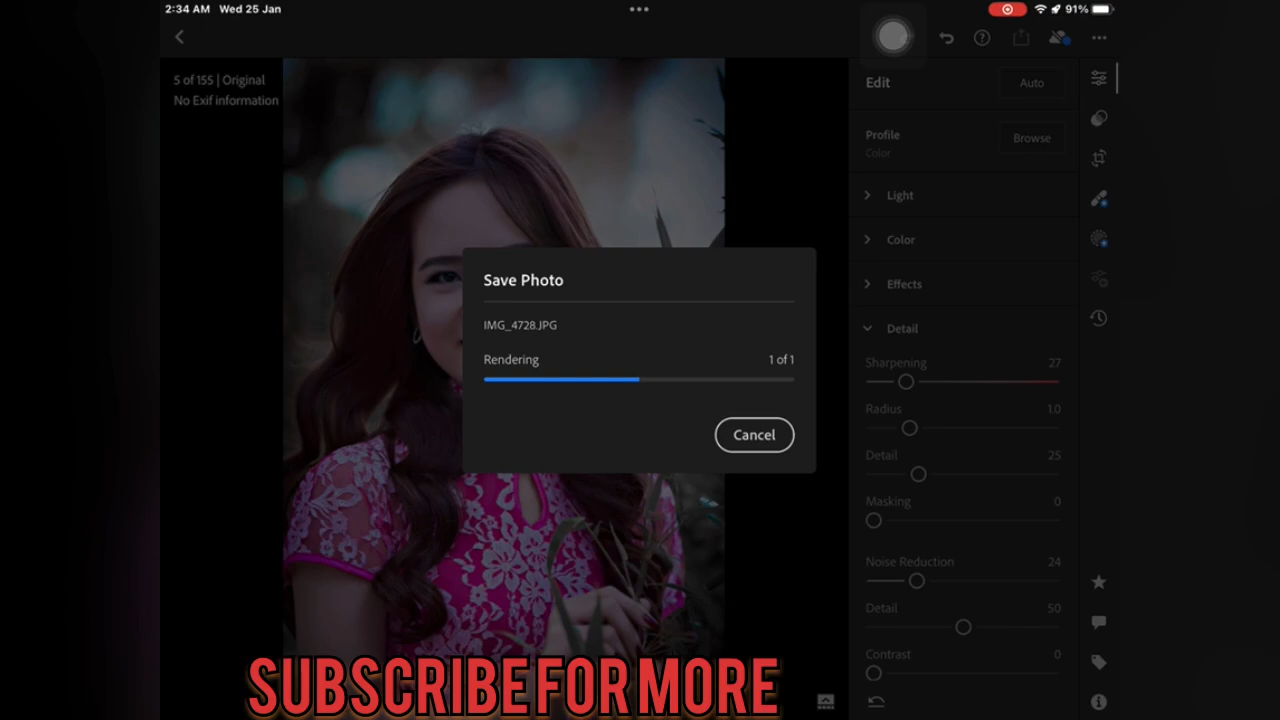 2:34 AM Wed 25 Jan
91%
5 of 155 | Original
No Exif information
Edit
Auto
Profile
Color
Browse
Light
Color
Effects
Detail
Sharpening 27
Radius 1.0
Detail 25
Masking 0
Noise Reduction 24
Detail 50
Contrast 0
Save Photo
IMG_4728.JPG
Rendering 1 of 1
Cancel
SUBSCRIBE FOR MORE